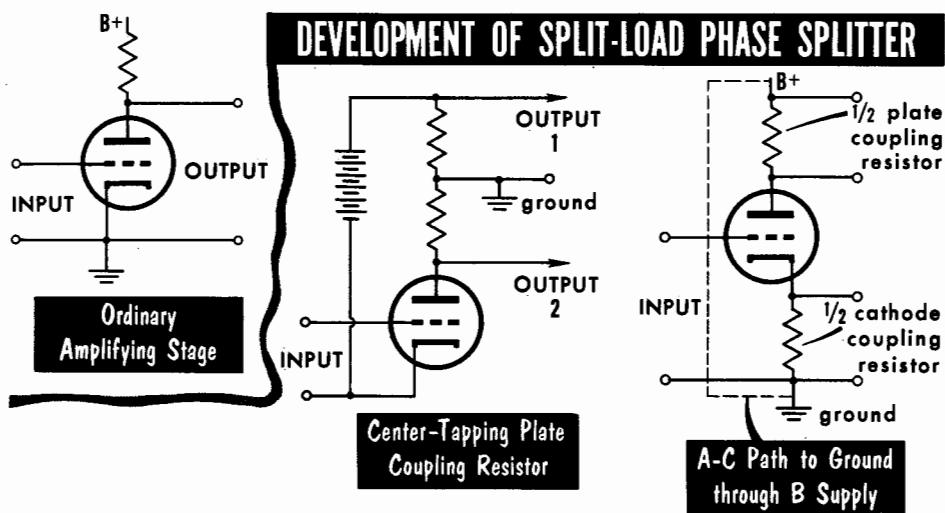 DEVELOPMENT OF SPLIT-LOAD PHASE SPLITTER
B+
INPUT
OUTPUT
Ordinary
Amplifying Stage
OUTPUT
1
ground
OUTPUT
2
INPUT
Center-Tapping Plate
Coupling Resistor
B+
1/2 plate
coupling
resistor
INPUT
1/2 cathode
coupling
resistor
ground
A-C Path to Ground
through B Supply